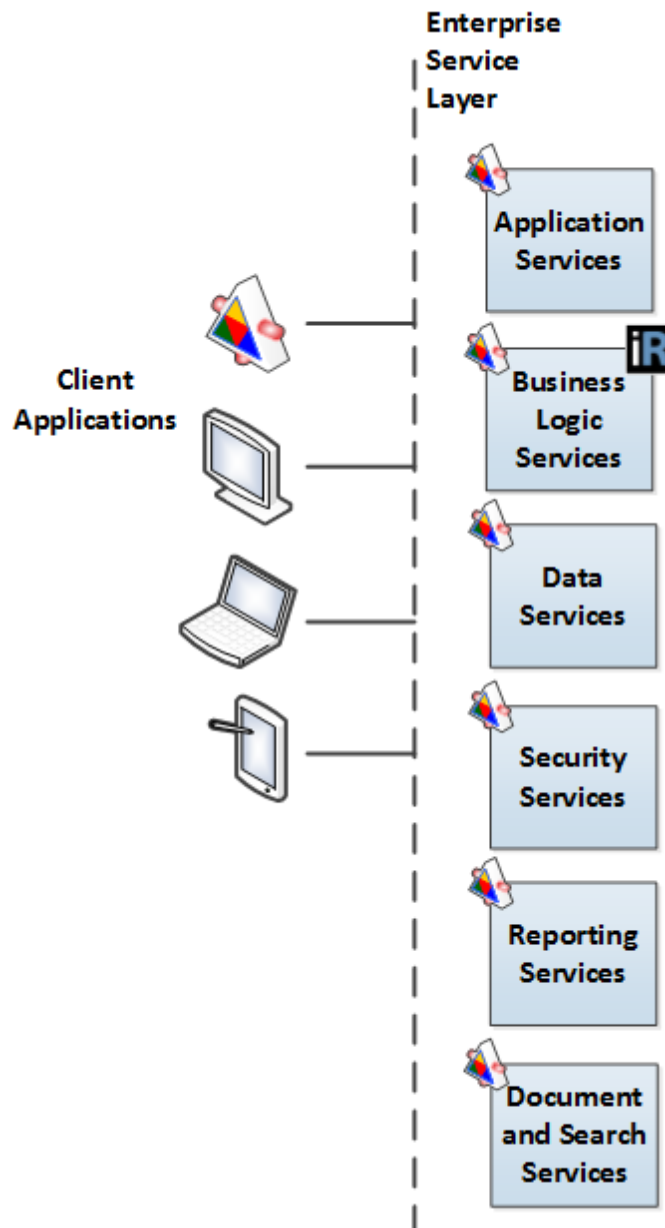 Enterprise
Service
Layer
Application
Services
iR
Client
Applications
Business
Logic
Services
Data
Services
Security
Services
Reporting
Services
Document
and Search
Services